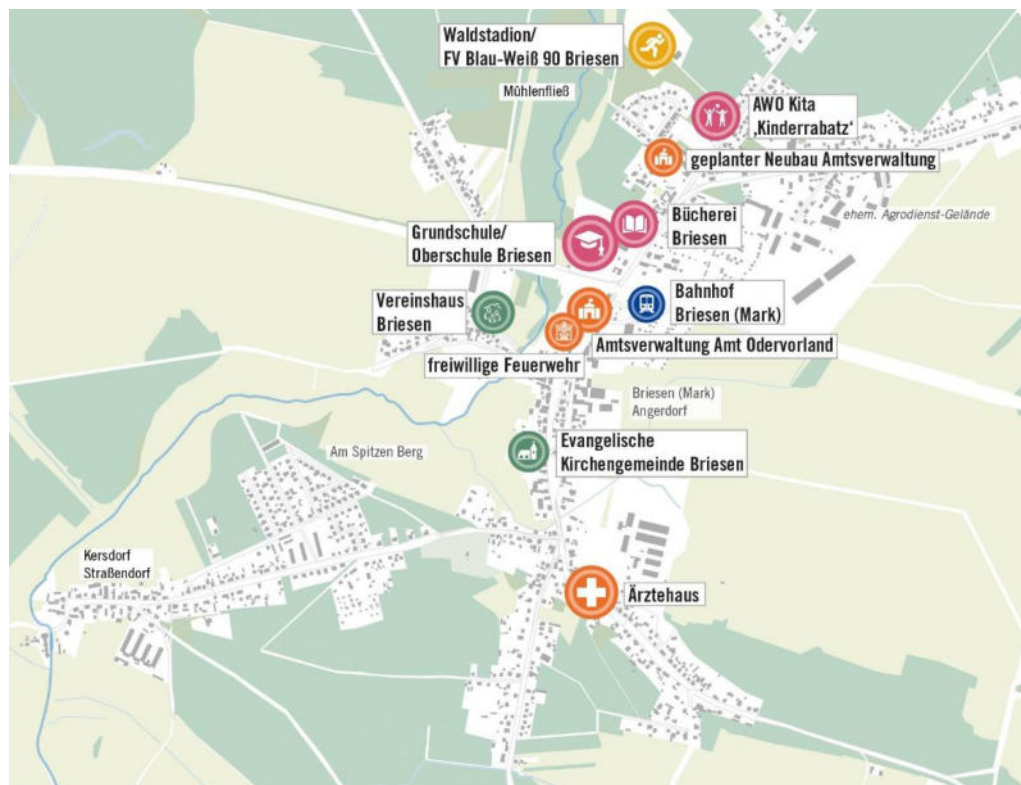 Waldstadion/
FV Blau-Weiß 90 Briesen
Mühlenfließ
AWO Kita
‚Kinderrabatz‘
geplanter Neubau Amtsverwaltung
Bücherei
Briesen
ehem. Agrodienst-Gelände
Grundschule/
Oberschule Briesen
Vereinshaus
Briesen
Bahnhof
Briesen (Mark)
Amtsverwaltung Amt Odervorland
freiwillige Feuerwehr
Briesen (Mark)
Angerdorf
Evangelische
Kirchengemeinde Briesen
Am Spitzen Berg
Kersdorf
Straßendorf
Ärztehaus